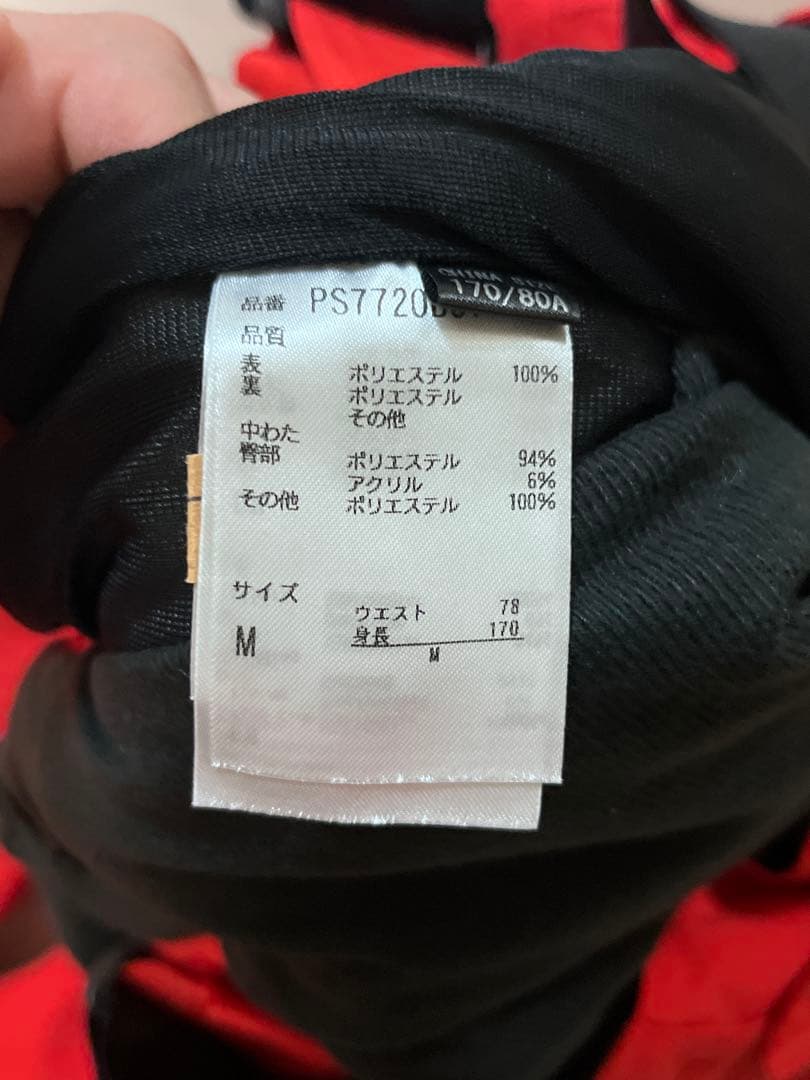 170/80A
品番 PS7720
品質
表 ポリエステル 100%
裏 ポリエステル
その他
中わた
臀部 ポリエステル 94%
アクリル 6%
その他 ポリエステル 100%
サイズ
M
ウエスト 78
身長 170
M